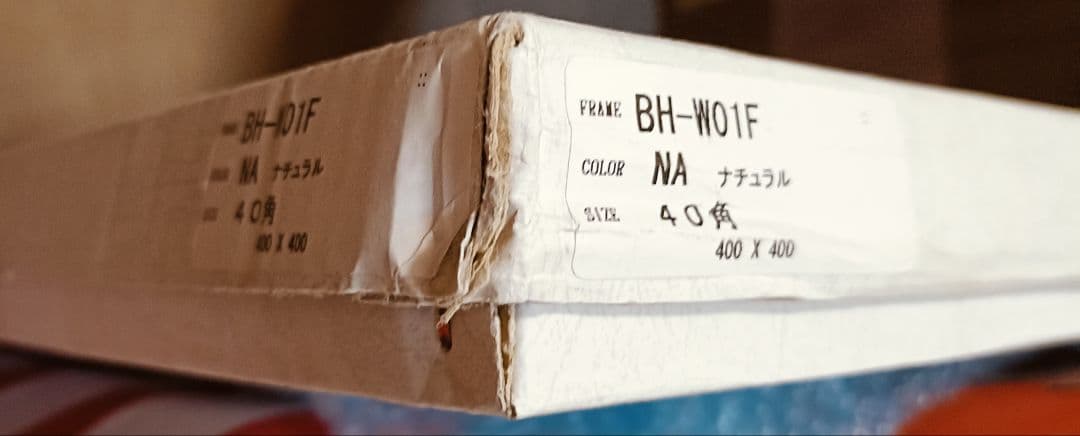 BH-W01F
NA ナチュラル
40角
400 X 400
FRAME BH-W01F
COLOR NA ナチュラル
SIZE 40角
400 X 400